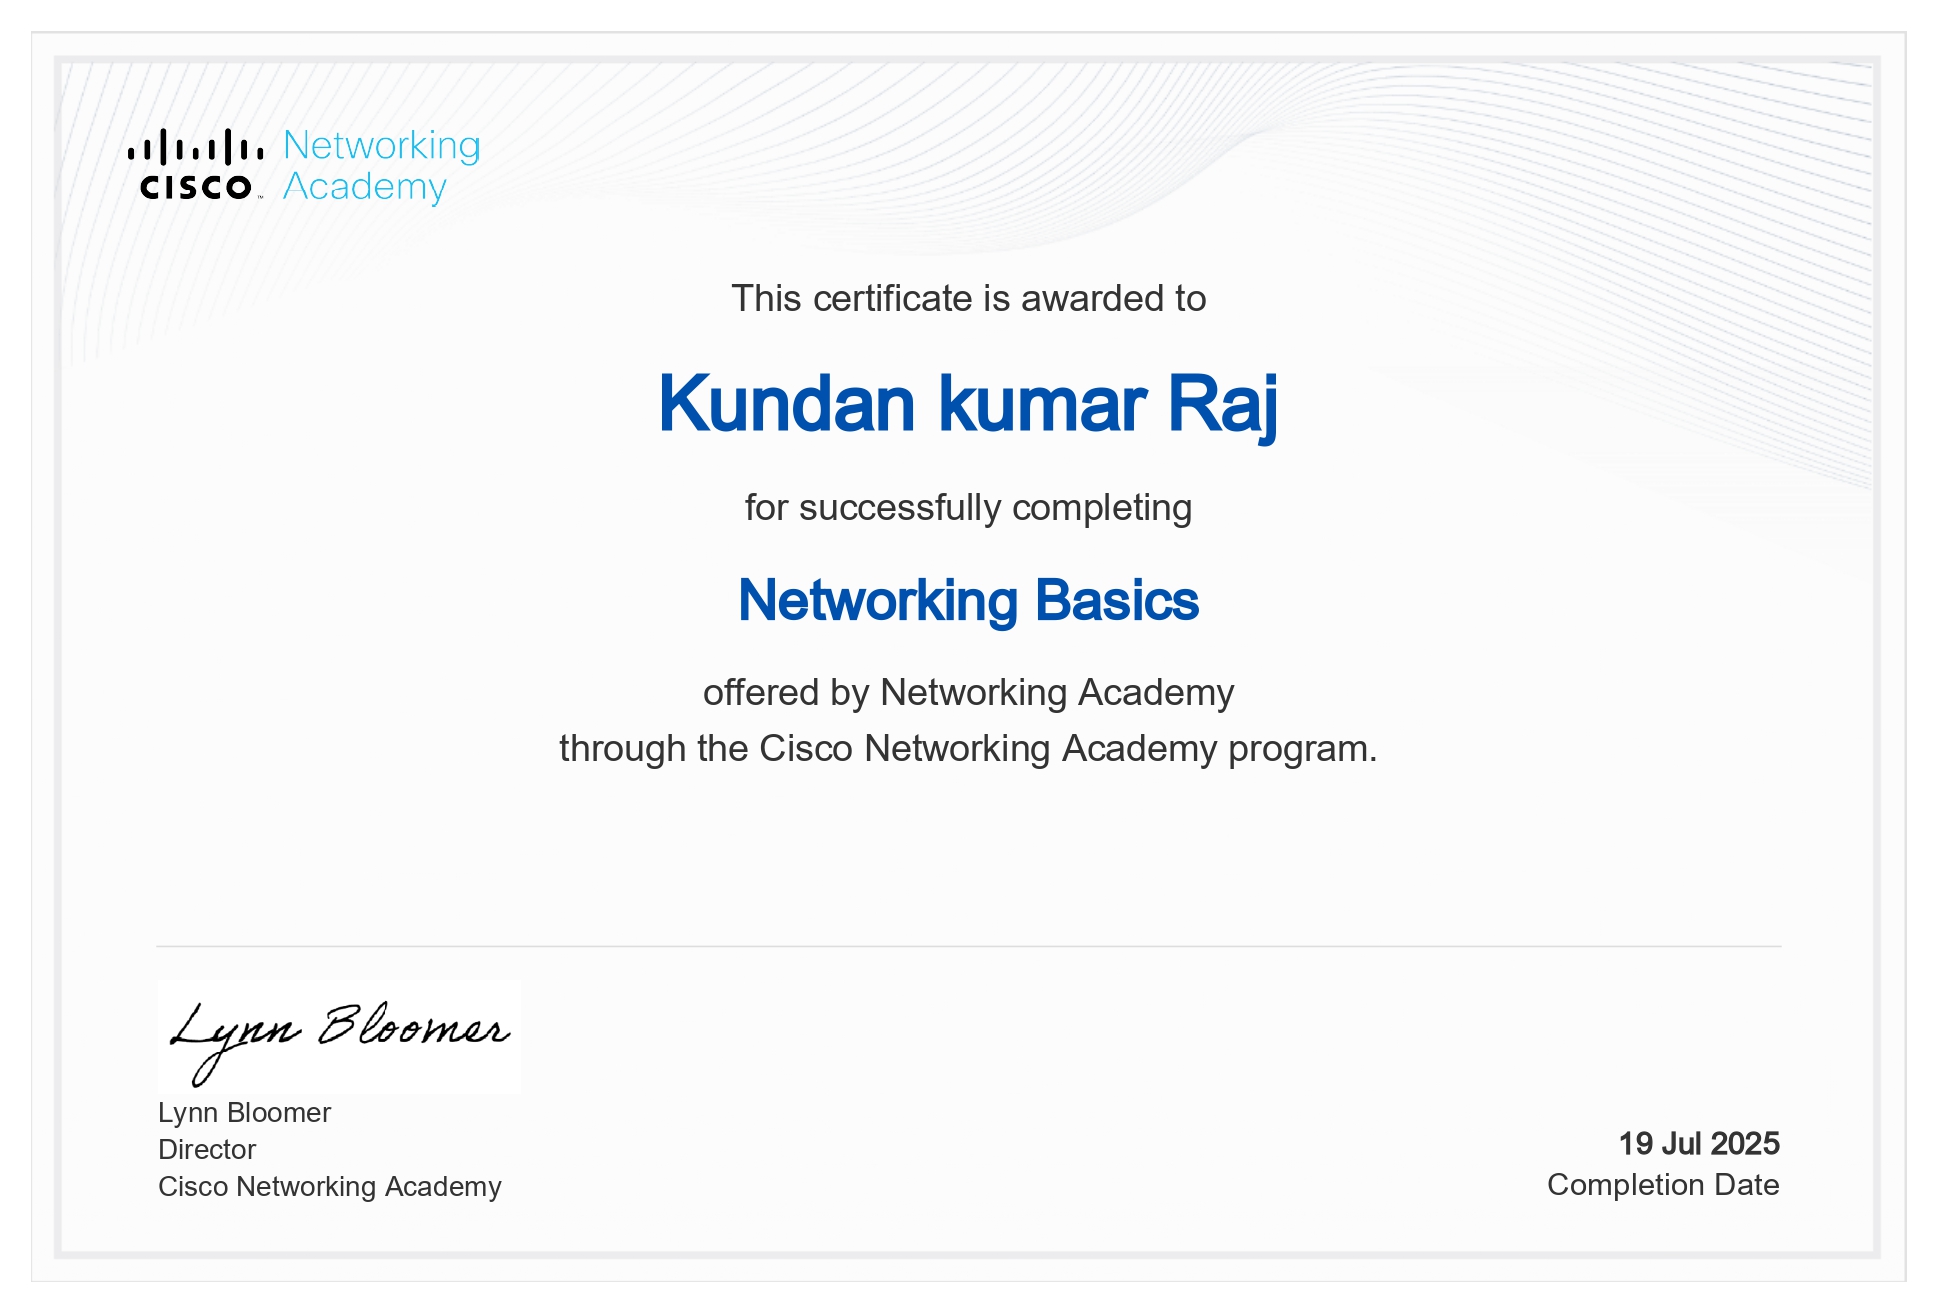 cisco™ Networking
Academy
This certificate is awarded to
Kundan kumar Raj
for successfully completing
Networking Basics
offered by Networking Academy
through the Cisco Networking Academy program.
Lynn Bloomer
Lynn Bloomer
Director
Cisco Networking Academy
19 Jul 2025
Completion Date